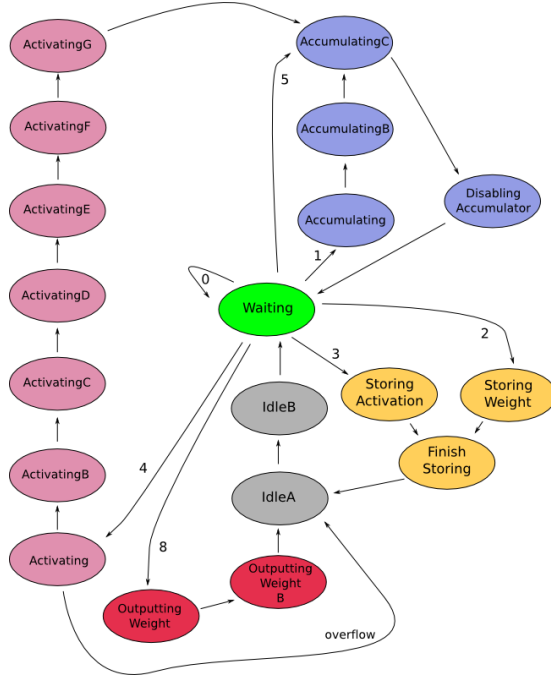 ActivatingG
AccumulatingC
5
ActivatingF
AccumulatingB
ActivatingE
Disabling
Accumulator
Accumulating
1
0
ActivatingD
Waiting
2
3
ActivatingC
Storing
Activation
Storing
Weight
IdleB
ActivatingB
4
Finish
Storing
IdleA
8
Activating
Outputting
Weight
B
Outputting
Weight
overflow